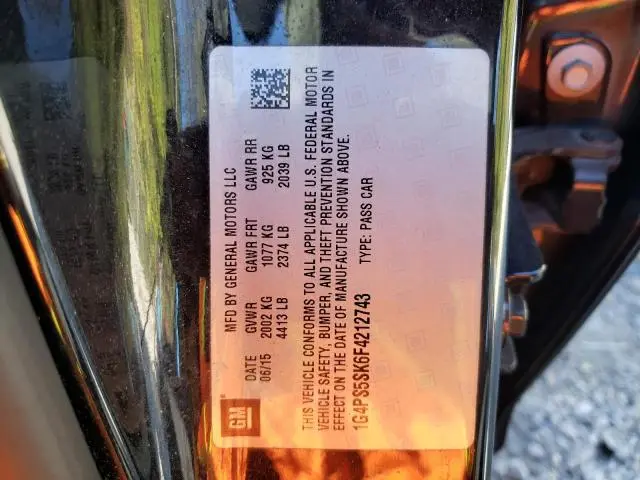 GM
MFD BY GENERAL MOTORS LLC
DATE GVWR GAWR FRT GAWR RR
06/15 2002 KG 1077 KG 925 KG
4413 LB 2374 LB 2039 LB
THIS VEHICLE CONFORMS TO ALL APPLICABLE U.S. FEDERAL MOTOR
VEHICLE SAFETY, BUMPER, AND THEFT PREVENTION STANDARDS IN
EFFECT ON THE DATE OF MANUFACTURE SHOWN ABOVE.
1G4PS5SK6F4212743 TYPE: PASS CAR